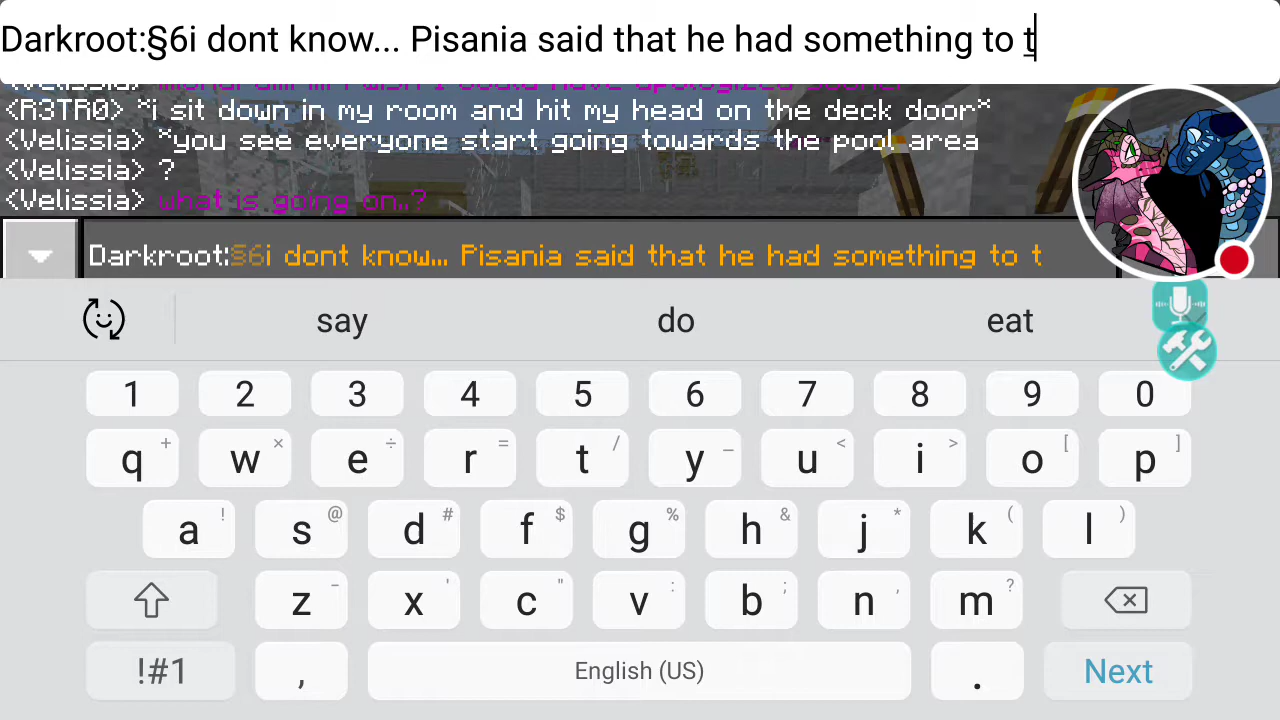 Darkroot:§6i dont know... Pisania said that he had something to t
<R3TR0> *i sit down in my room and hit my head on the deck door*
<Velissia> *you see everyone start going towards the pool area
<Velissia> ?
<Velissia> what is going on..?
Darkroot:§6i dont know... Pisania said that he had something to t
say do eat
1 2 3 4 5 6 7 8 9 0
q + w × e ÷ r = t / y _ u < i > o [ p ]
a ! s @ d # f $ g % h & j * k ( l )
z - x ' c " v : b ; n , m ?
!#1 , English (US) . Next